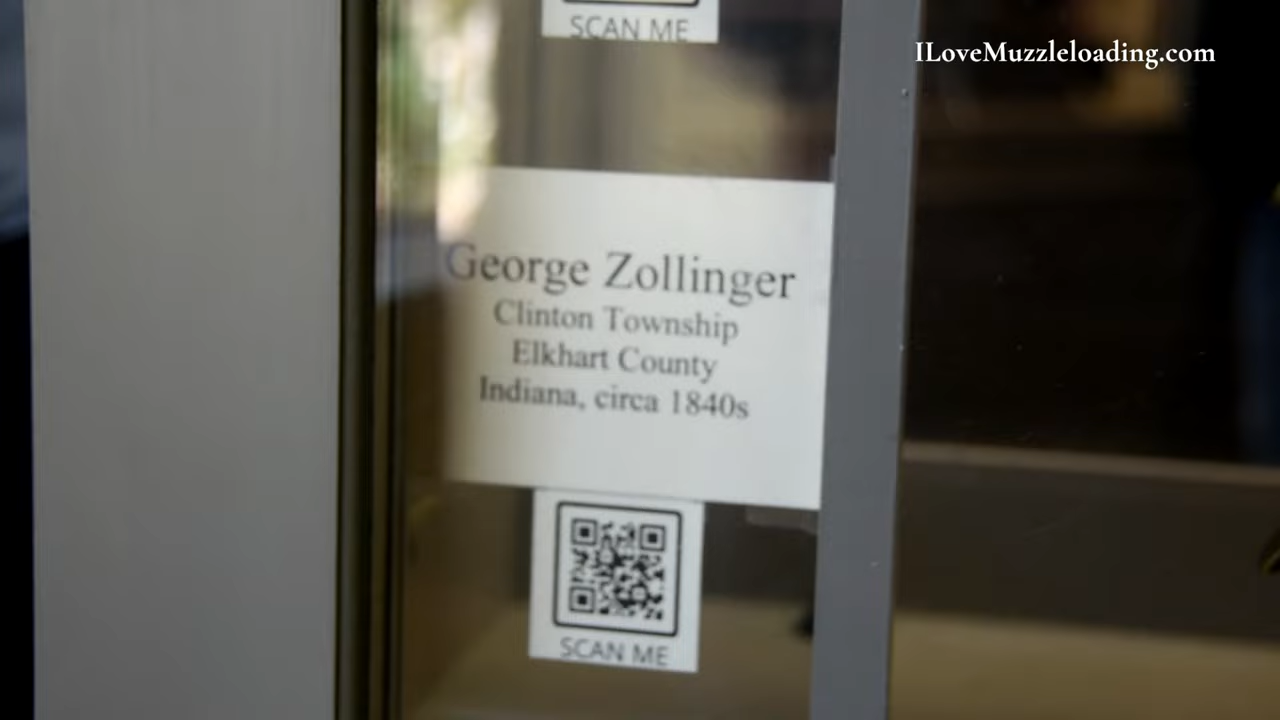 SCAN ME
ILoveMuzzleloading.com
George Zollinger
Clinton Township
Elkhart County
Indiana, circa 1840s
SCAN ME